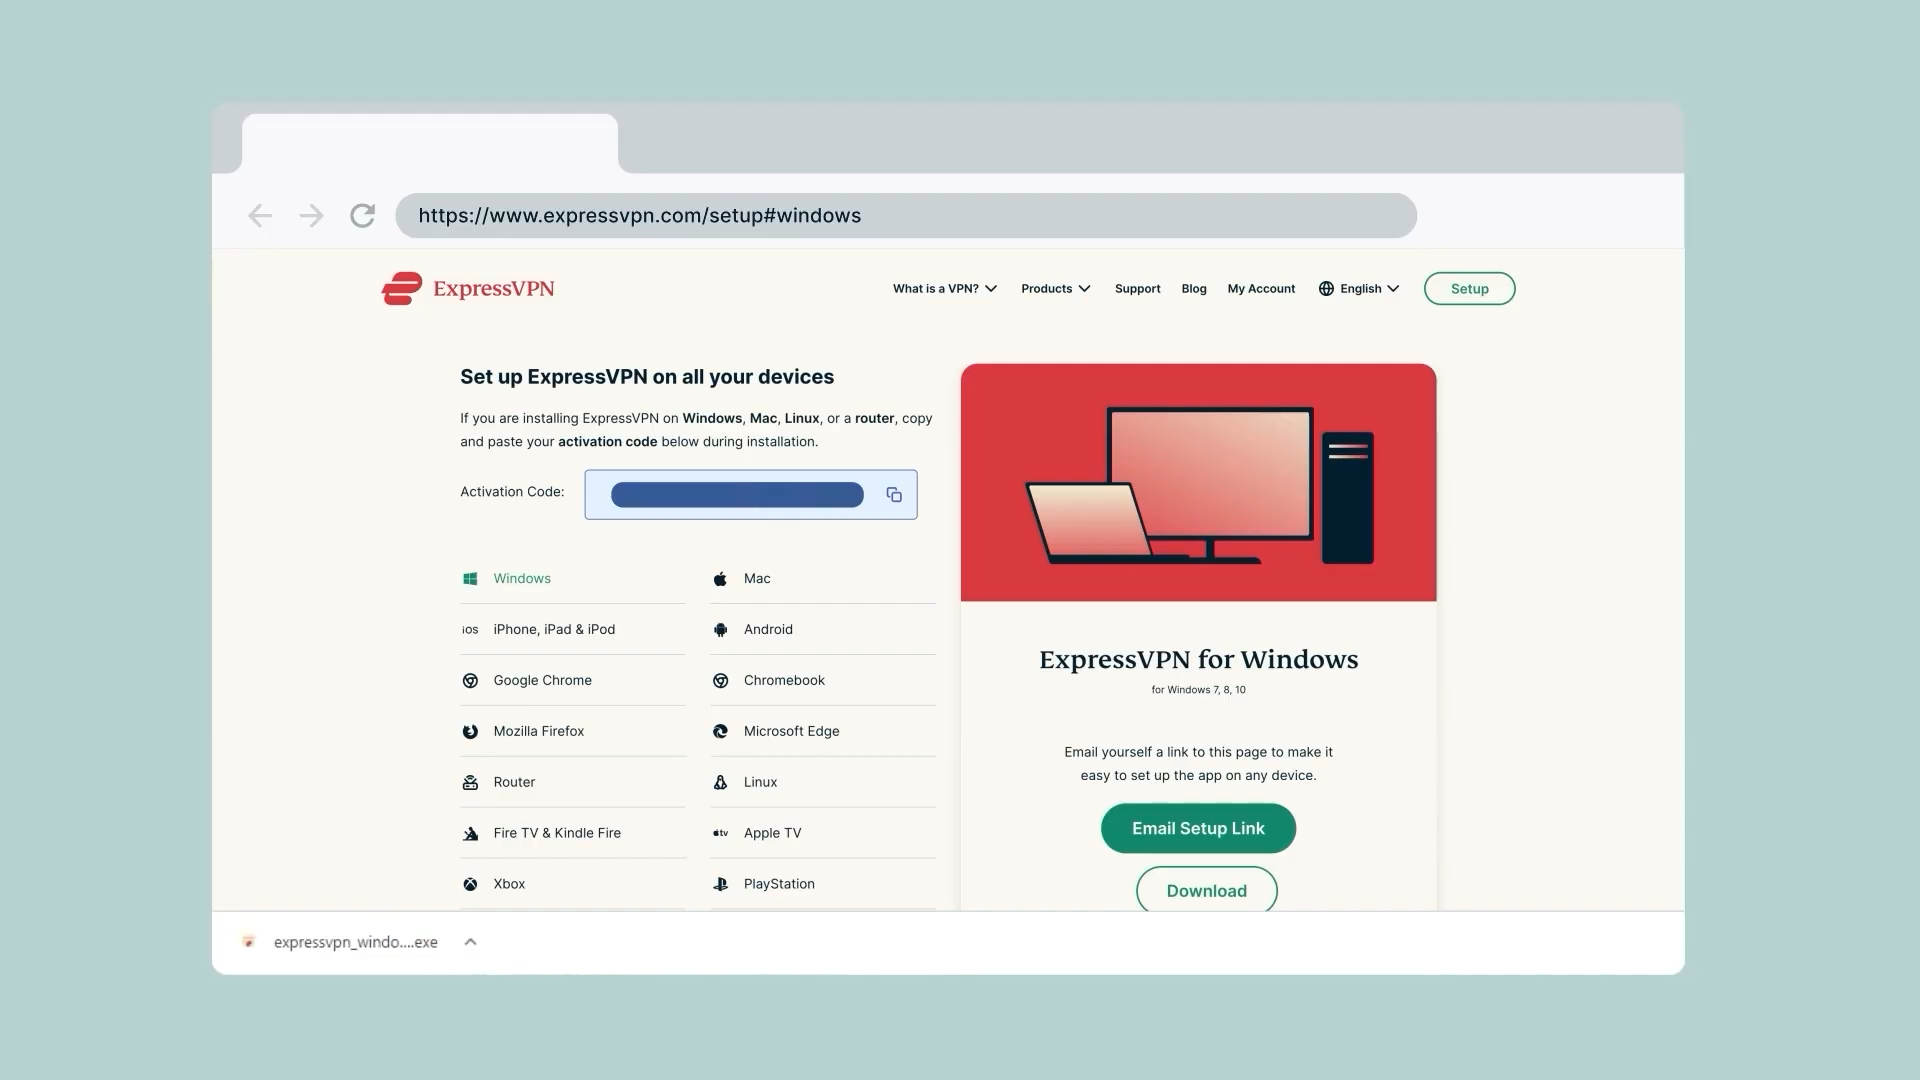 https://www.expressvpn.com/setup#windows
ExpressVPN
What is a VPN?
Products
Support
Blog
My Account
English
Setup
Set up ExpressVPN on all your devices
If you are installing ExpressVPN on Windows, Mac, Linux, or a router, copy
and paste your activation code below during installation.
Activation Code:
Windows
Mac
iOS iPhone, iPad & iPod
Android
Google Chrome
Chromebook
Mozilla Firefox
Microsoft Edge
Router
Linux
Fire TV & Kindle Fire
tv Apple TV
Xbox
PlayStation
ExpressVPN for Windows
for Windows 7, 8, 10
Email yourself a link to this page to make it
easy to set up the app on any device.
Email Setup Link
Download
expressvpn_windo....exe